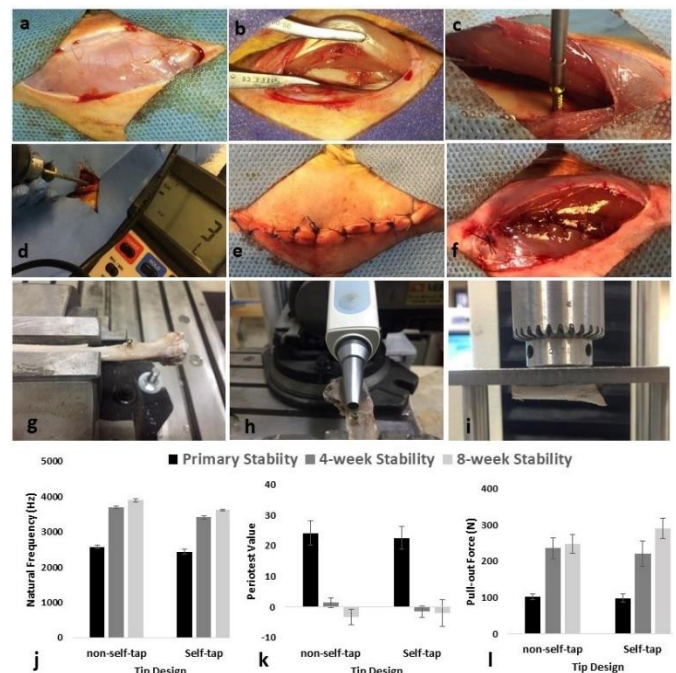 a
b
c
d
e
f
g
h
i
Primary Stabiity 4-week Stability 8-week Stability
5000
4000
3000
2000
1000
0
Natural Frequency (Hz)
non-self-tap Self-tap
Tip Design
j
40
30
20
10
0
-10
Periotest Value
non-self-tap Self-tap
Tip Design
k
400
300
200
100
0
Pull-out Force (N)
non-self-tap Self-tap
Tip Design
l